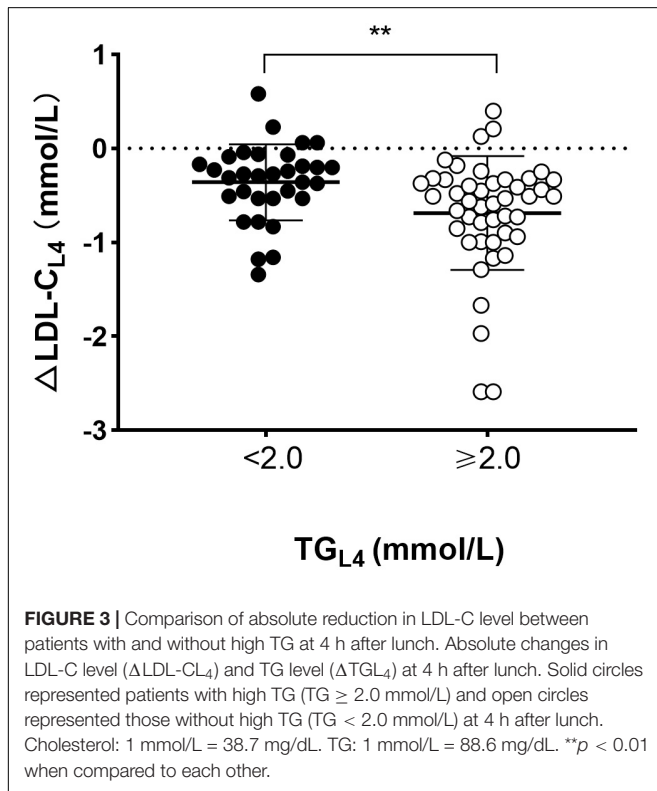 **
1
0
-1
-2
-3
△LDL-CL4 (mmol/L)
<2.0
≥2.0
TGL4 (mmol/L)
FIGURE 3 | Comparison of absolute reduction in LDL-C level between
patients with and without high TG at 4 h after lunch. Absolute changes in
LDL-C level (ΔLDL-CL4) and TG level (ΔTGL4) at 4 h after lunch. Solid circles
represented patients with high TG (TG ≥ 2.0 mmol/L) and open circles
represented those without high TG (TG < 2.0 mmol/L) at 4 h after lunch.
Cholesterol: 1 mmol/L = 38.7 mg/dL. TG: 1 mmol/L = 88.6 mg/dL. **p < 0.01
when compared to each other.